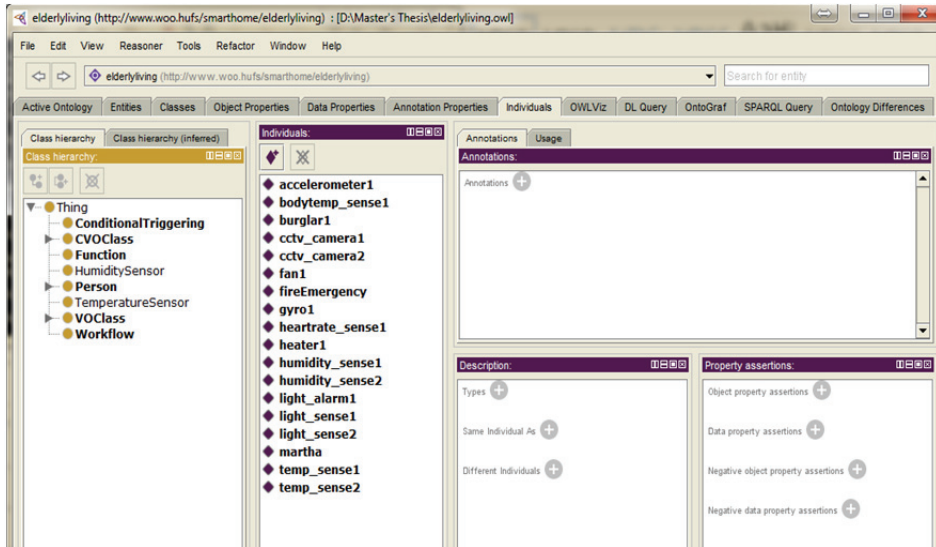 elderlyliving (http://www.woo.hufs/smarthome/elderlyliving) : [D:\Master's Thesis\elderlyliving.owl]
File Edit View Reasoner Tools Refactor Window Help
elderlyliving (http://www.woo.hufs/smarthome/elderlyliving) Search for entity
Active Ontology Entities Classes Object Properties Data Properties Annotation Properties Individuals OWLViz DL Query OntoGraf SPARQL Query Ontology Differences
Class hierarchy Class hierarchy (inferred)
Class hierarchy:
Thing
ConditionalTriggering
CVOClass
Function
HumiditySensor
Person
TemperatureSensor
VOClass
Workflow
Individuals:
accelerometer1
bodytemp_sense1
burglar1
cctv_camera1
cctv_camera2
fan1
fireEmergency
gyro1
heartrate_sense1
heater1
humidity_sense1
humidity_sense2
light_alarm1
light_sense1
light_sense2
martha
temp_sense1
temp_sense2
Annotations Usage
Annotations:
Annotations
Description:
Types
Same Individual As
Different Individuals
Property assertions:
Object property assertions
Data property assertions
Negative object property assertions
Negative data property assertions